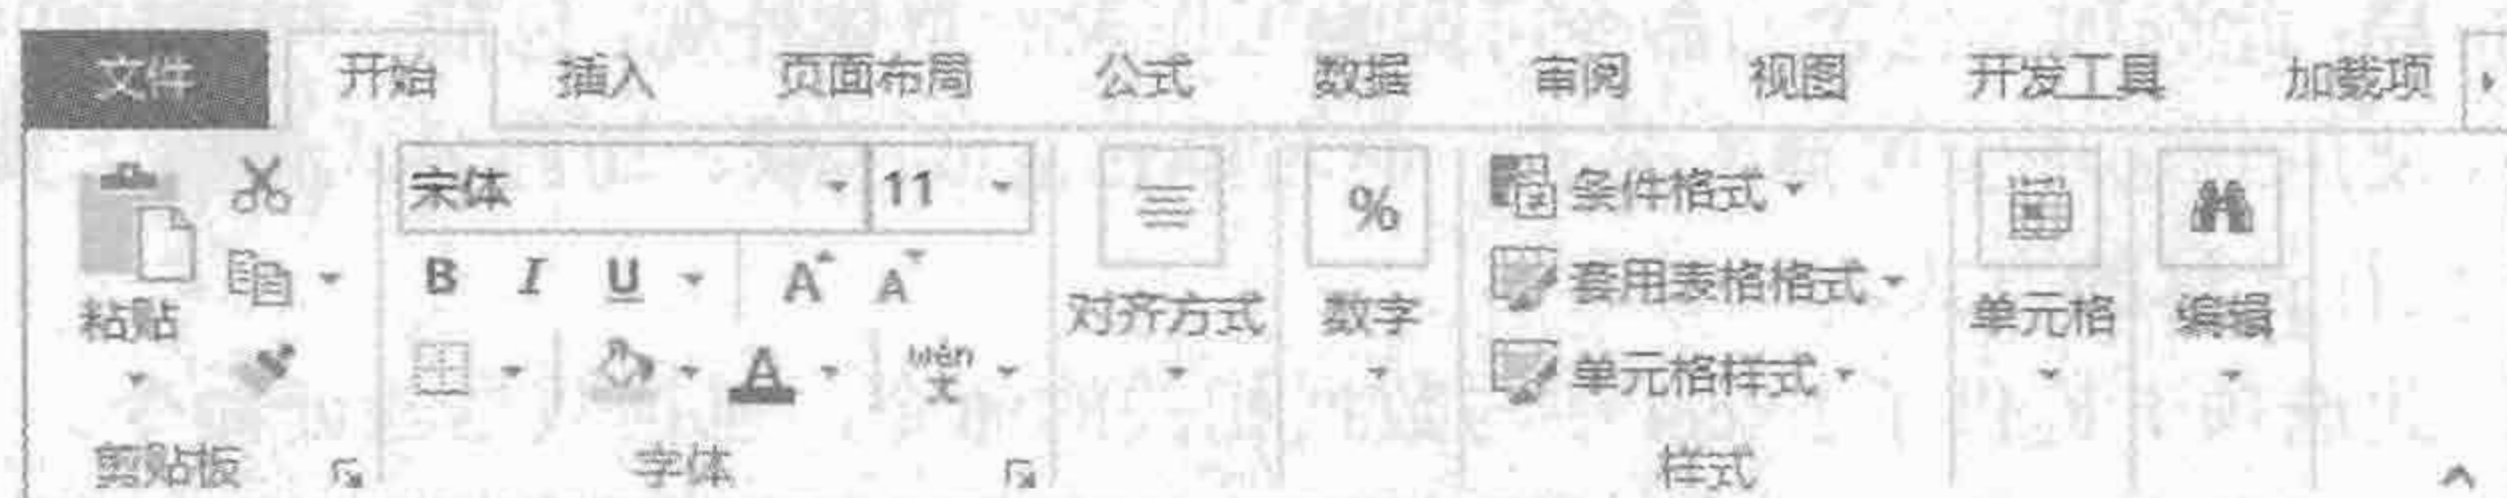 文件 开始 插入 页面布局 公式 数据 审阅 视图 开发工具 加载项
宋体 11
B I U A A
粘贴
wén
文
条件格式
套用表格格式
单元格样式
%
对齐方式 数字 单元格 编辑
剪贴板 字体 样式